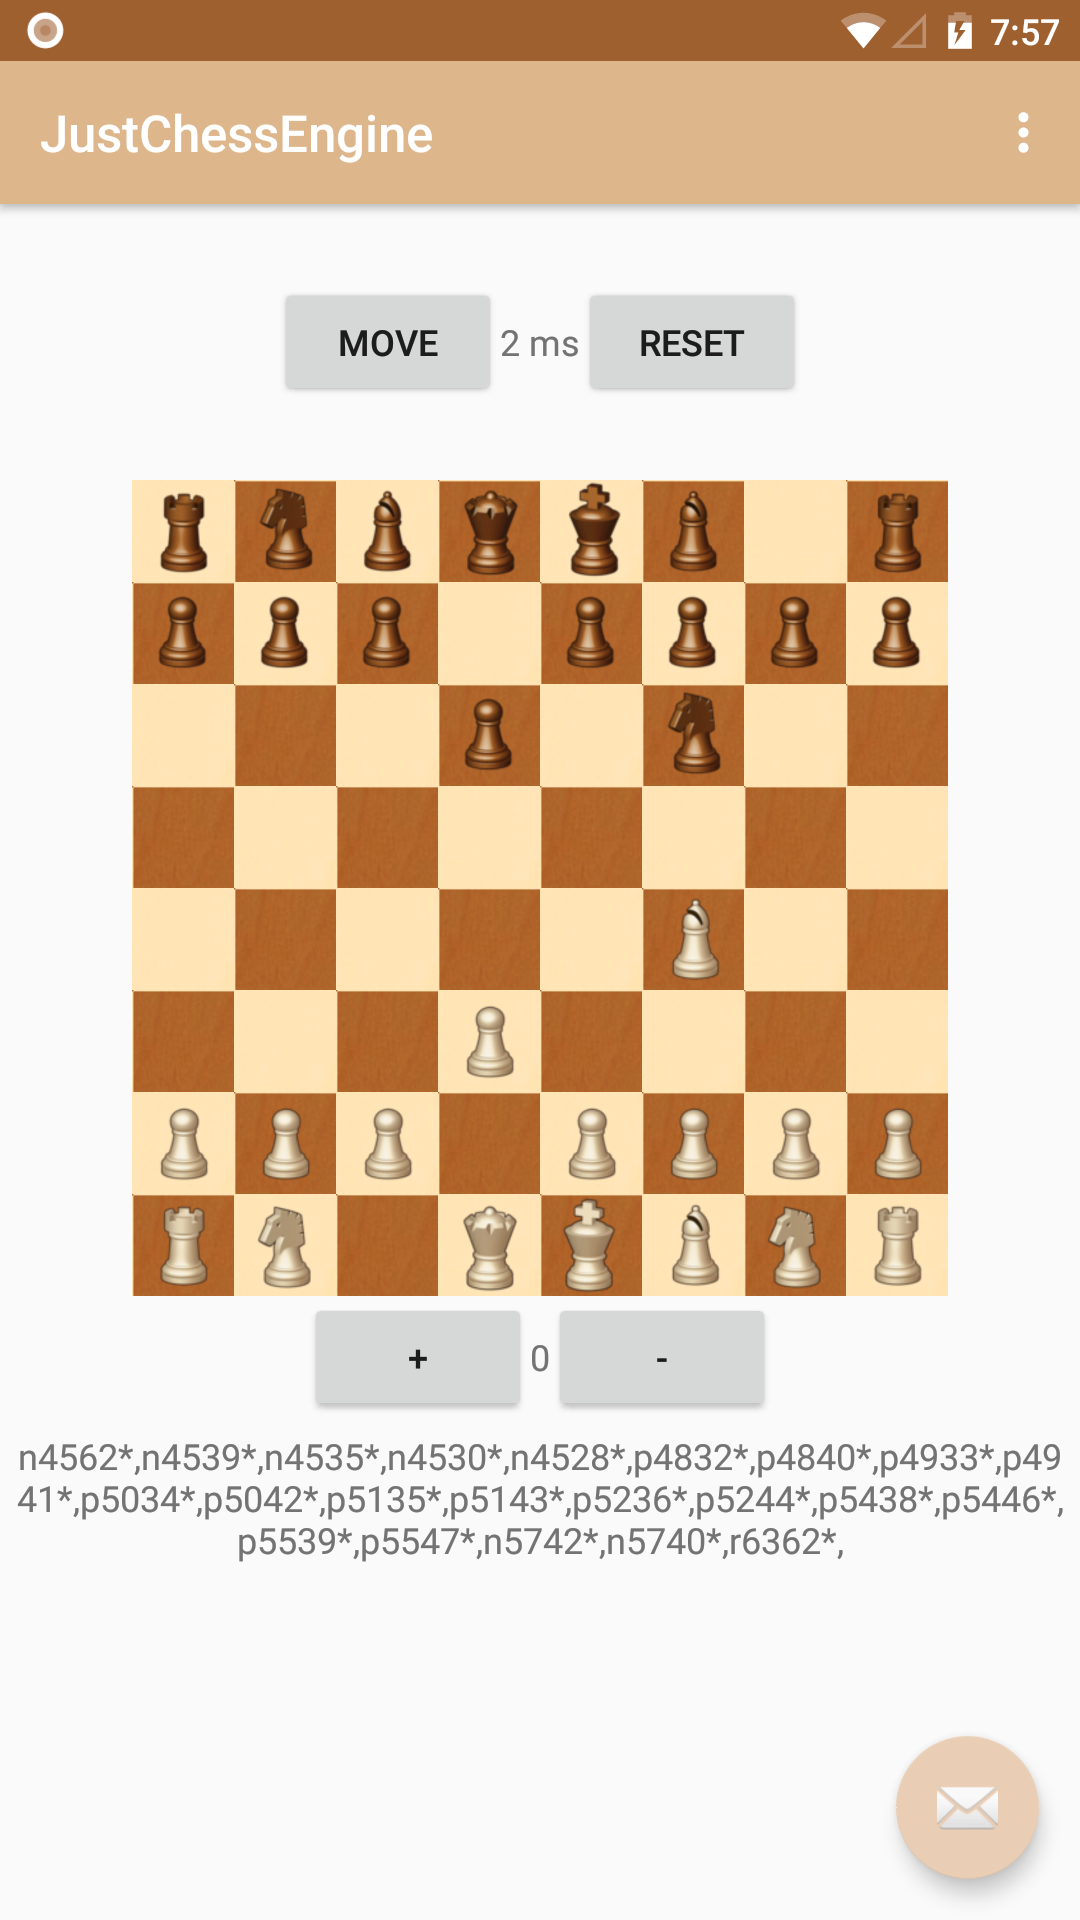 7:57
JustChessEngine
MOVE 2 ms RESET
+ 0 -
n4562*,n4539*,n4535*,n4530*,n4528*,p4832*,p4840*,p4933*,p49
41*,p5034*,p5042*,p5135*,p5143*,p5236*,p5244*,p5438*,p5446*,
p5539*,p5547*,n5742*,n5740*,r6362*,